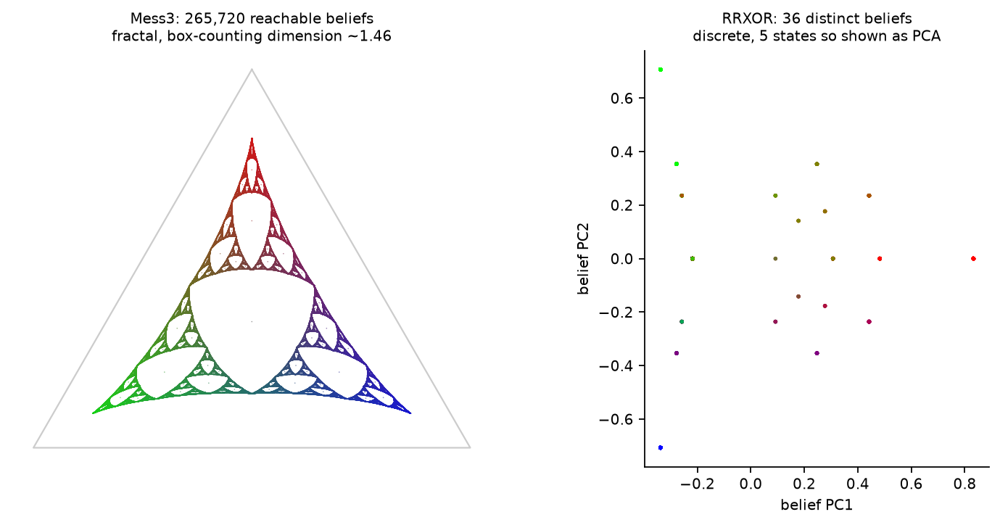 Mess3: 265,720 reachable beliefs
fractal, box-counting dimension ~1.46
RRXOR: 36 distinct beliefs
discrete, 5 states so shown as PCA
belief PC2
0.6
0.4
0.2
0.0
−0.2
−0.4
−0.6
−0.2
0.0
0.2
0.4
0.6
0.8
belief PC1